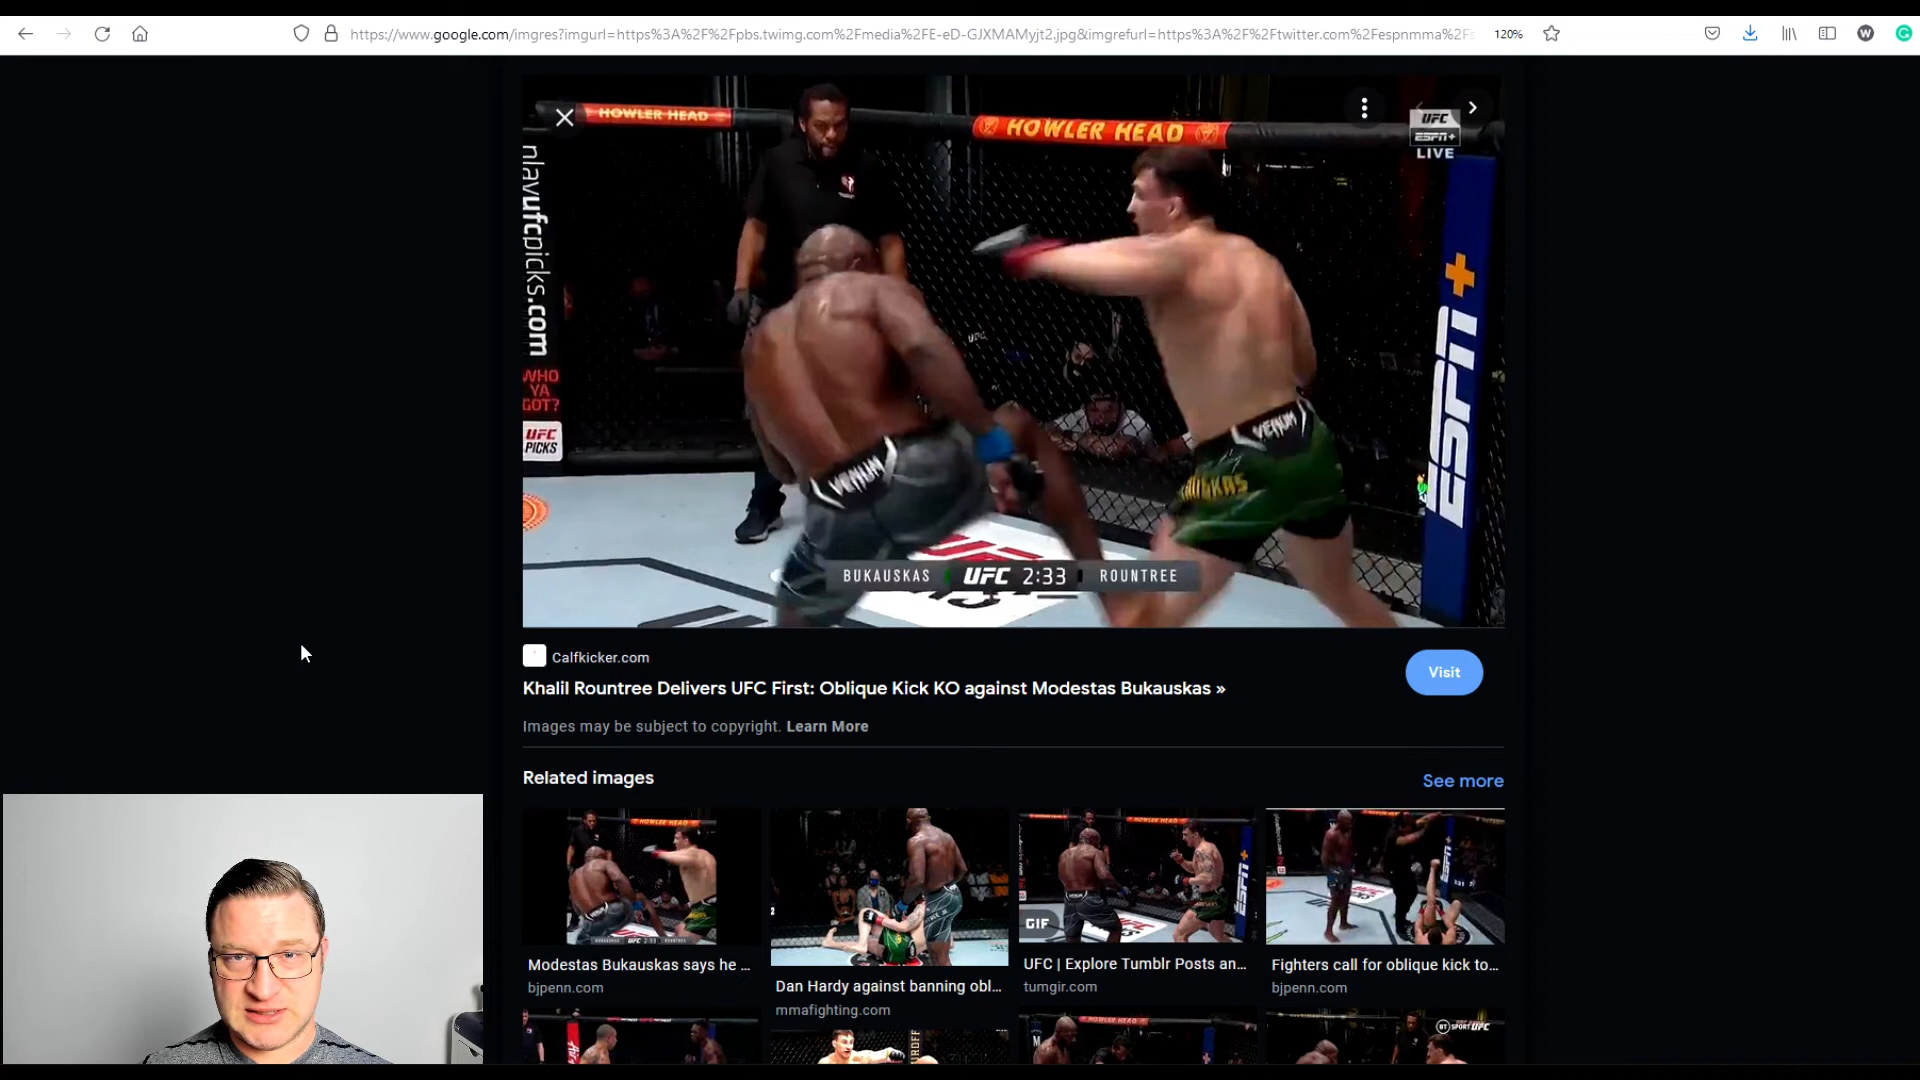 https://www.google.com/imgres?imgurl=https%3A%2F%2Fpbs.twimg.com%2Fmedia%2FE-eD-GJXMAMyjt2.jpg&imgrefurl=https%3A%2F%2Ftwitter.com%2Fespnmma%2F
120%
W
HOWLER HEAD
HOWLER HEAD
UFC
ESPN+
LIVE
playufcpicks.com
WHO
YA
GOT?
UFC
PICKS
ESPN+
VENUM
VENUM
BUKAUSKAS UFC 2:33 ROUNTREE
Calfkicker.com
Visit
Khalil Rountree Delivers UFC First: Oblique Kick KO against Modestas Bukauskas »
Images may be subject to copyright. Learn More
Related images
See more
GIF
Modestas Bukauskas says he ...
bjpenn.com
Dan Hardy against banning obl...
mmafighting.com
UFC | Explore Tumblr Posts an...
tumgir.com
Fighters call for oblique kick to...
bjpenn.com
BT SPORT UFC